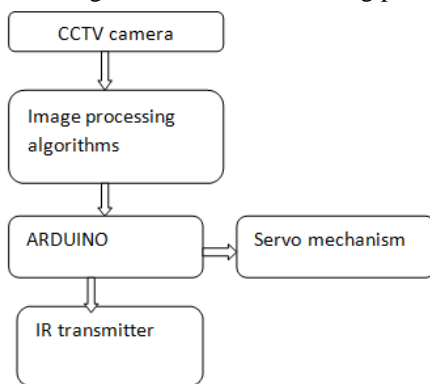 CCTV camera
Image processing
algorithms
ARDUINO
Servo mechanism
IR transmitter